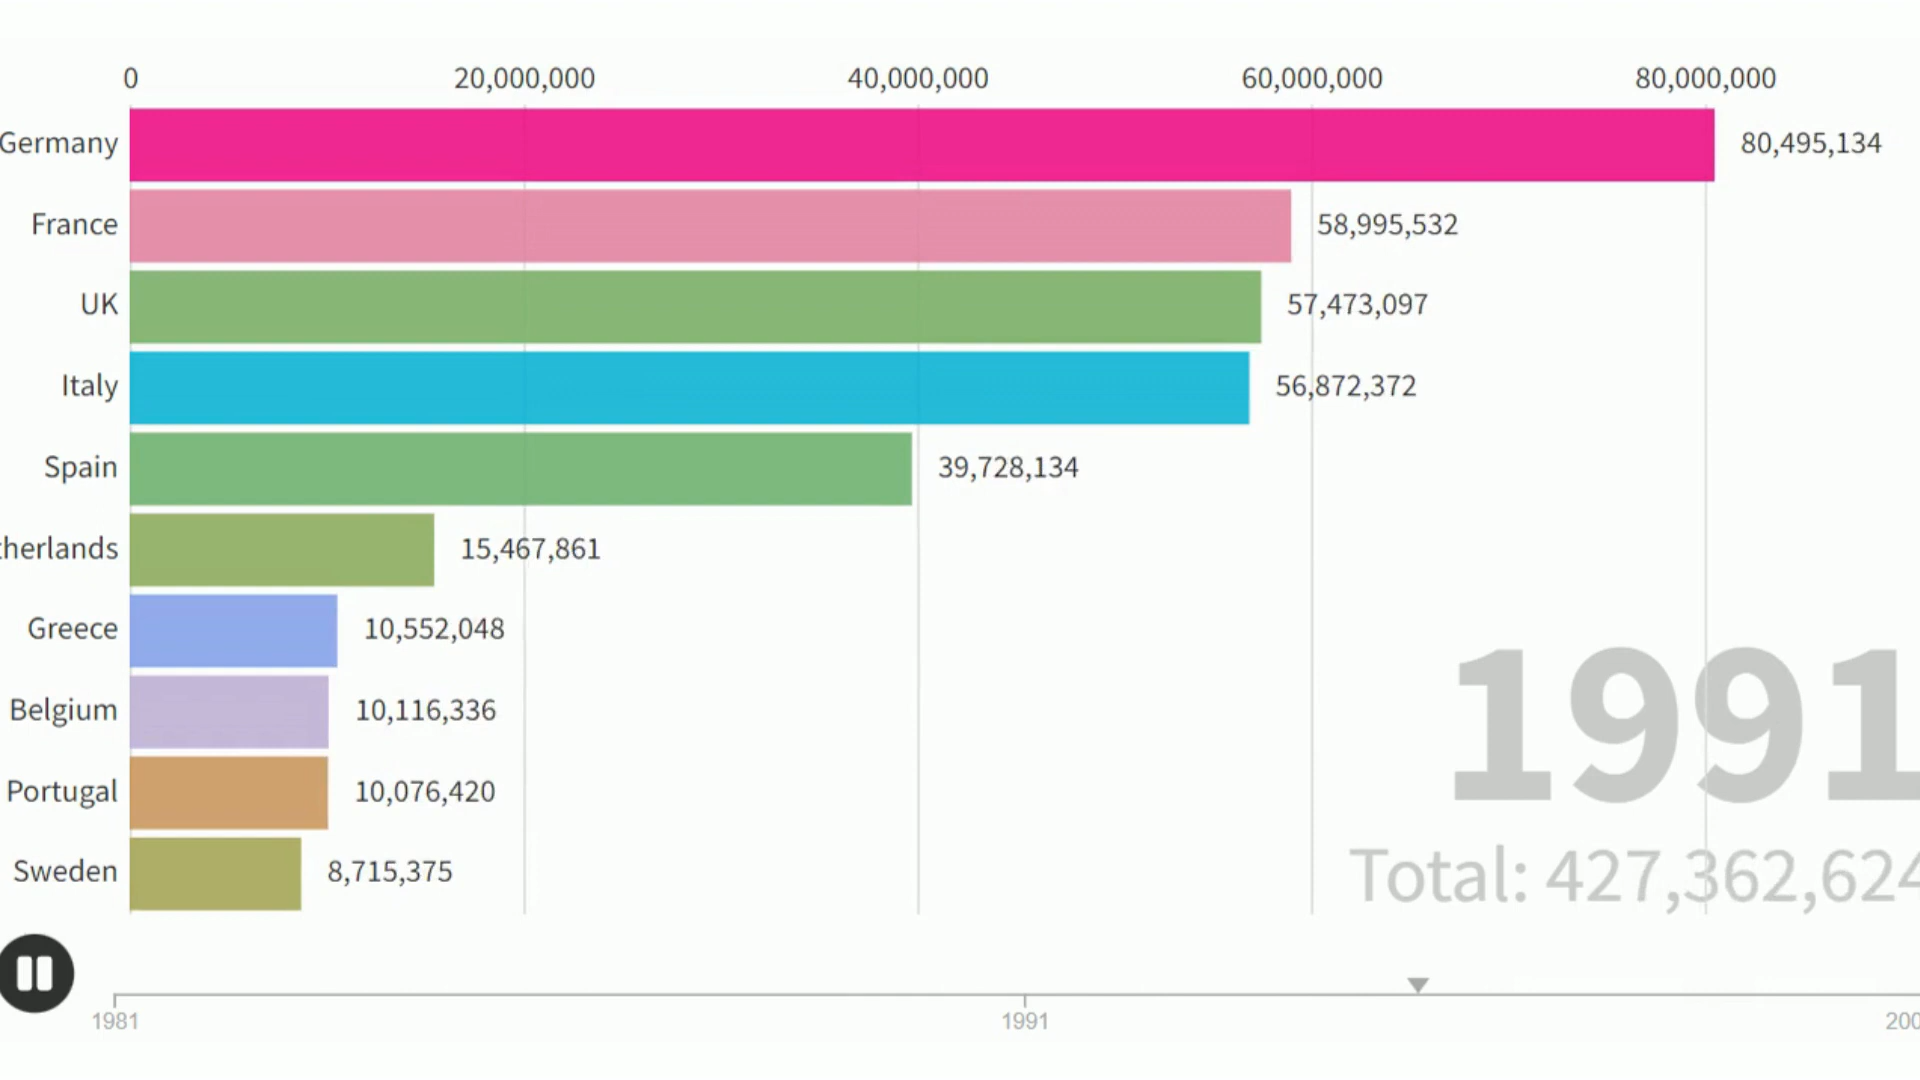 0 20,000,000 40,000,000 60,000,000 80,000,000
Germany 80,495,134
France 58,995,532
UK 57,473,097
Italy 56,872,372
Spain 39,728,134
therlands 15,467,861
Greece 10,552,048
Belgium 10,116,336
Portugal 10,076,420
Sweden 8,715,375
1991
Total: 427,362,624
1981 1991 200